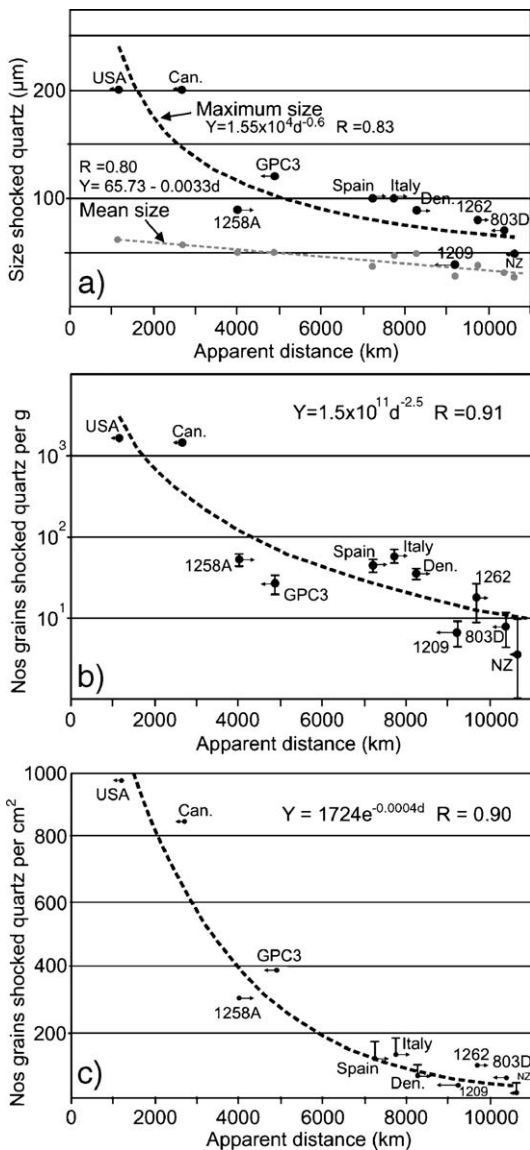 Size shocked quartz (μm)
200
100
0
USA
Can.
Maximum size
Y=1.55x10⁴d⁻⁰·⁶ R=0.83
GPC3
R=0.80
Y= 65.73 - 0.0033d
Mean size
1258A
Spain
Italy
Den.
1262
803D
1209
NZ
a)
0 2000 4000 6000 8000 10000
Apparent distance (km)
Nos grains shocked quartz per g
10³
10²
10¹
Y=1.5x10¹¹d⁻²·⁵ R=0.91
USA
Can.
1258A
GPC3
Spain
Italy
Den.
1262
1209
803D
NZ
b)
0 2000 4000 6000 8000 10000
Apparent distance (km)
Nos grains shocked quartz per cm²
1000
800
600
400
200
USA
Can.
Y = 1724e⁻⁰·⁰⁰⁰⁴ᵈ R = 0.90
GPC3
1258A
Spain
Italy
Den.
1262
803D
1209
NZ
c)
0 2000 4000 6000 8000 10000
Apparent distance (km)